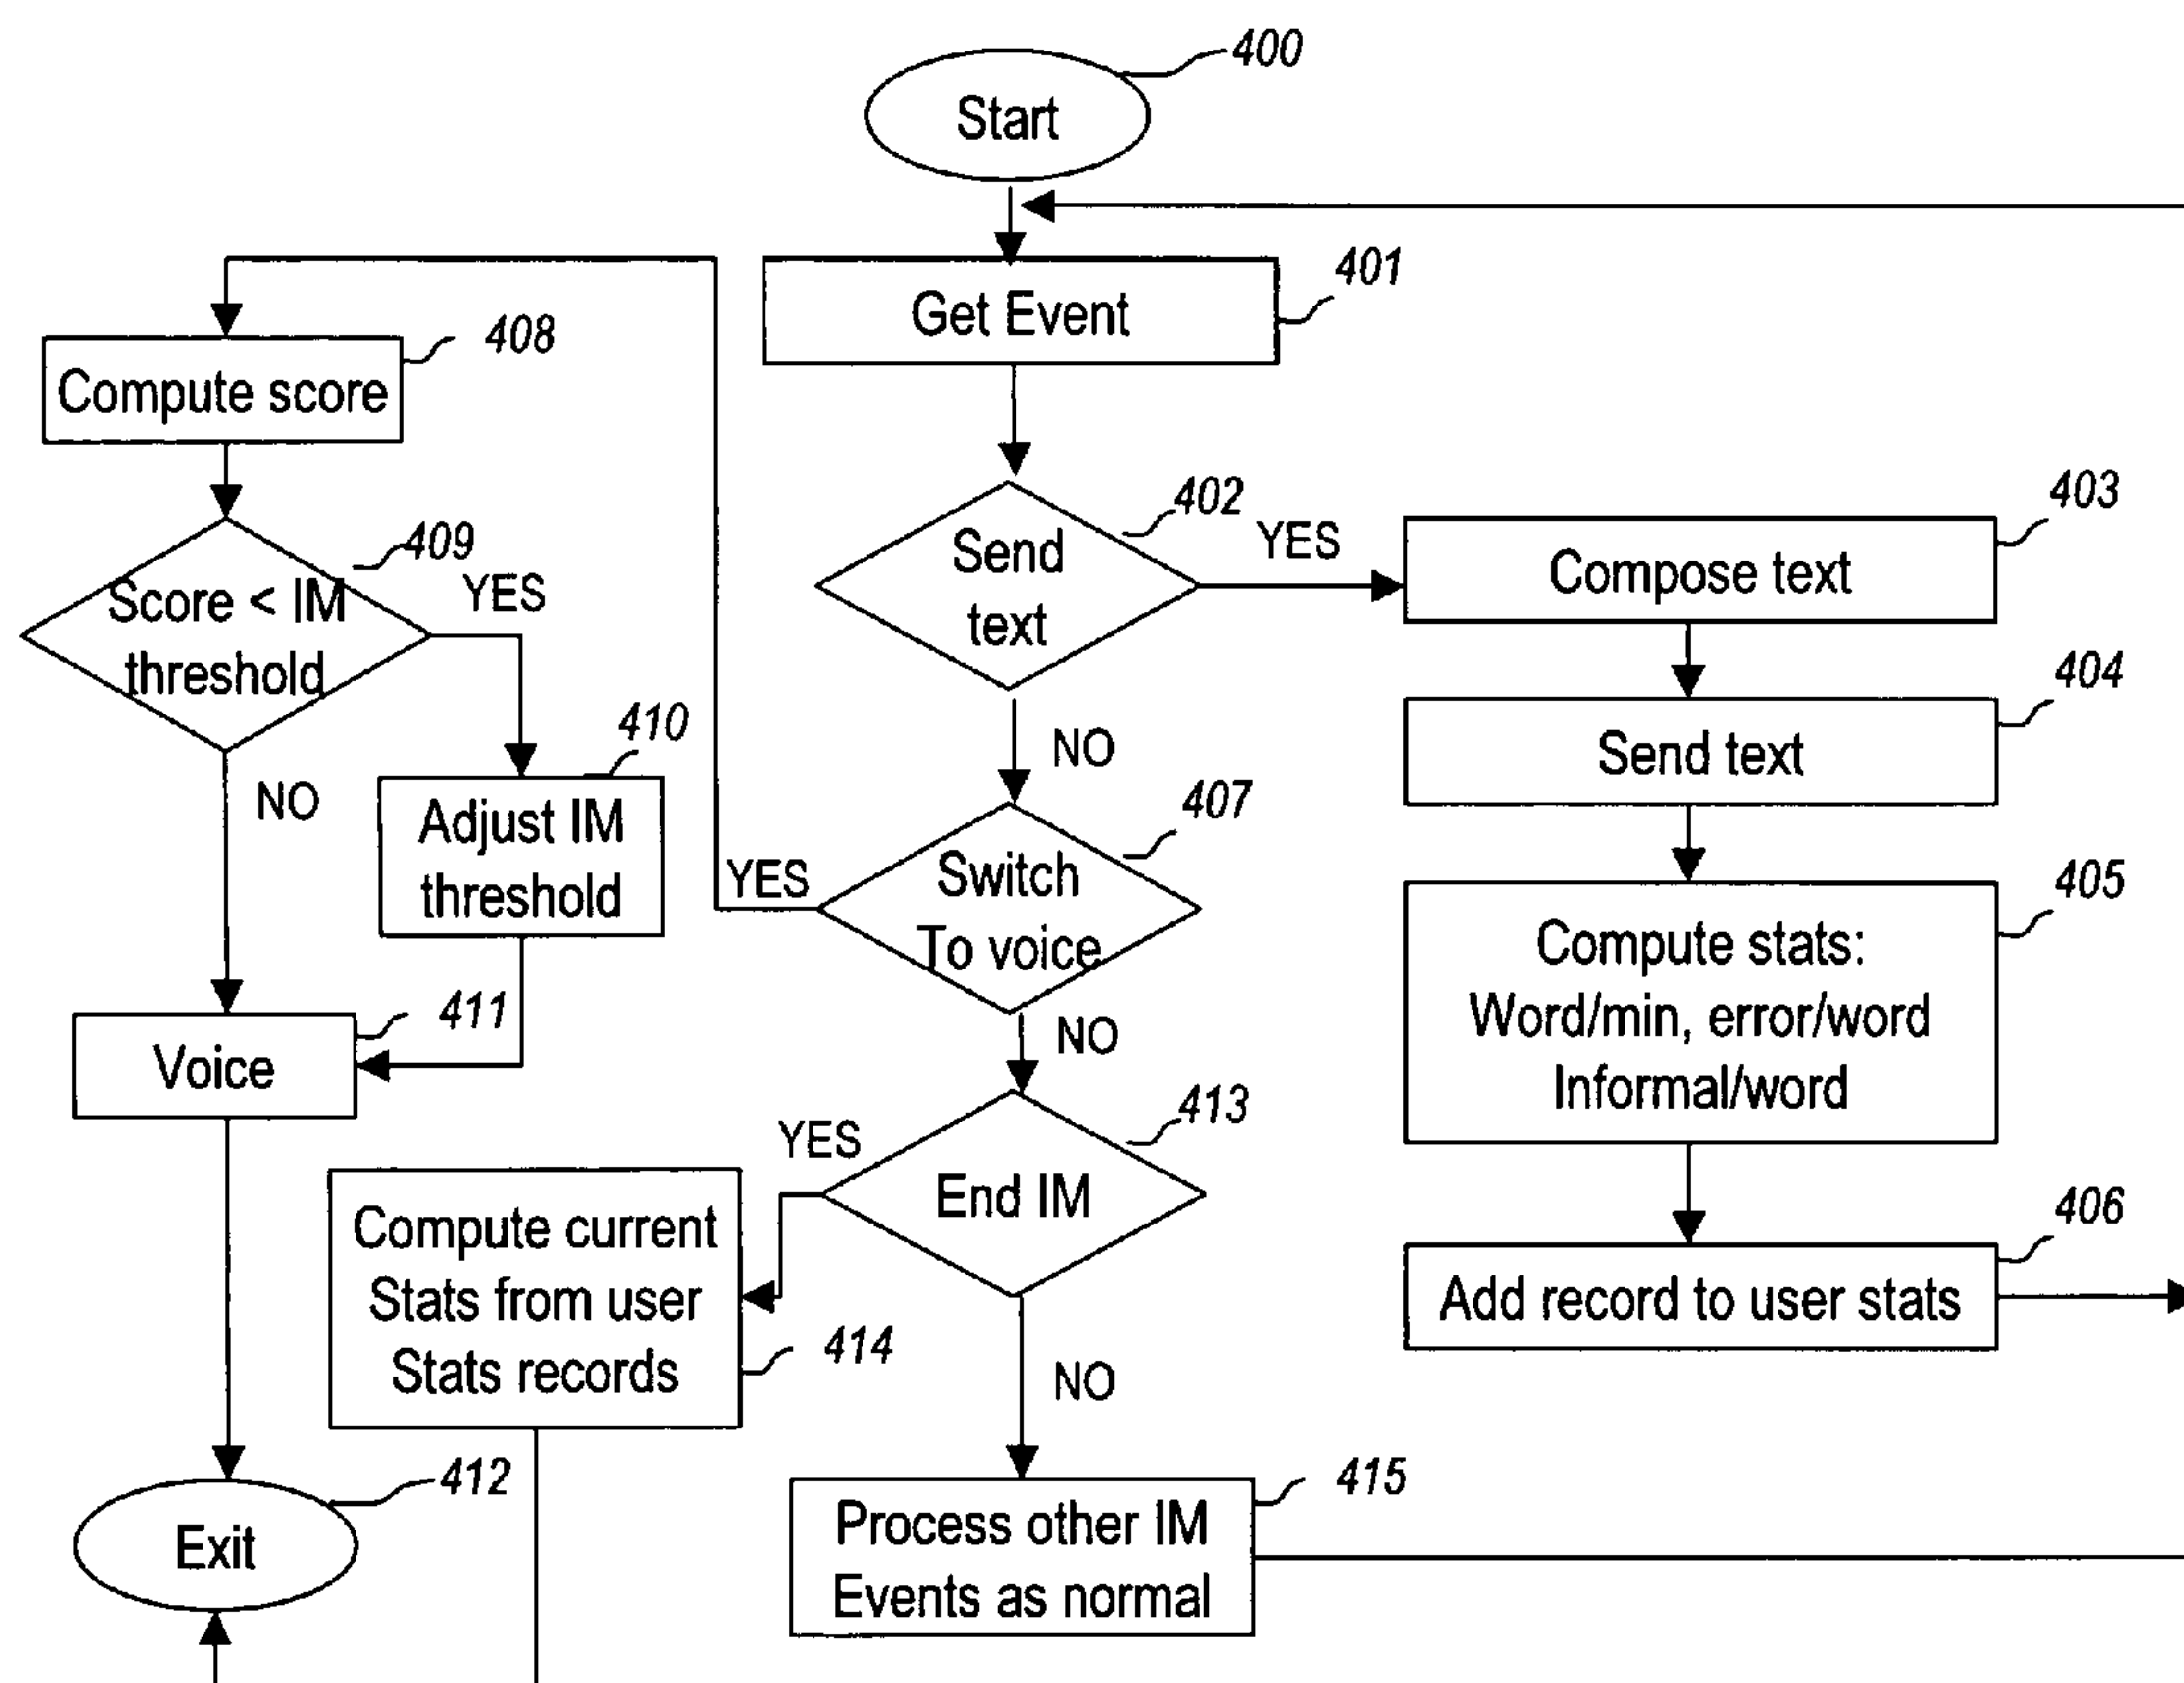 400
Start
401
Get Event
408
Compute score
402
Send
text
YES
403
Compose text
409
Score < IM
threshold
YES
404
Send text
NO
410
Adjust IM
threshold
NO
407
Switch
To voice
YES
405
Compute stats:
Word/min, error/word
Informal/word
411
Voice
NO
413
End IM
YES
406
Add record to user stats
Compute current
Stats from user
Stats records
414
NO
412
Exit
415
Process other IM
Events as normal